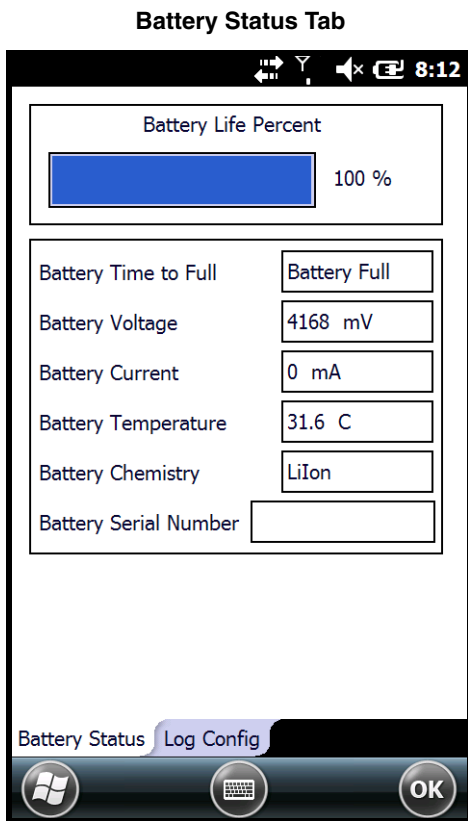 Battery Status Tab
8:12
Battery Life Percent
100 %
Battery Time to Full Battery Full
Battery Voltage 4168 mV
Battery Current 0 mA
Battery Temperature 31.6 C
Battery Chemistry LiIon
Battery Serial Number
Battery Status Log Config
OK